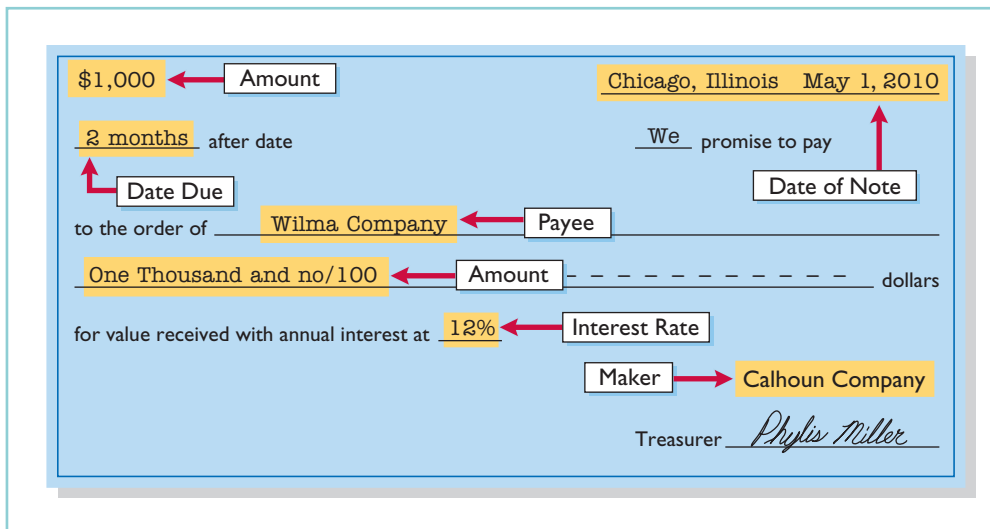 $1,000 Amount Chicago, Illinois May 1, 2010
2 months after date We promise to pay
Date Due Date of Note
to the order of Wilma Company Payee
One Thousand and no/100 Amount – – – – – – – – – – – dollars
for value received with annual interest at 12% Interest Rate
Maker Calhoun Company
Treasurer Phylis Miller